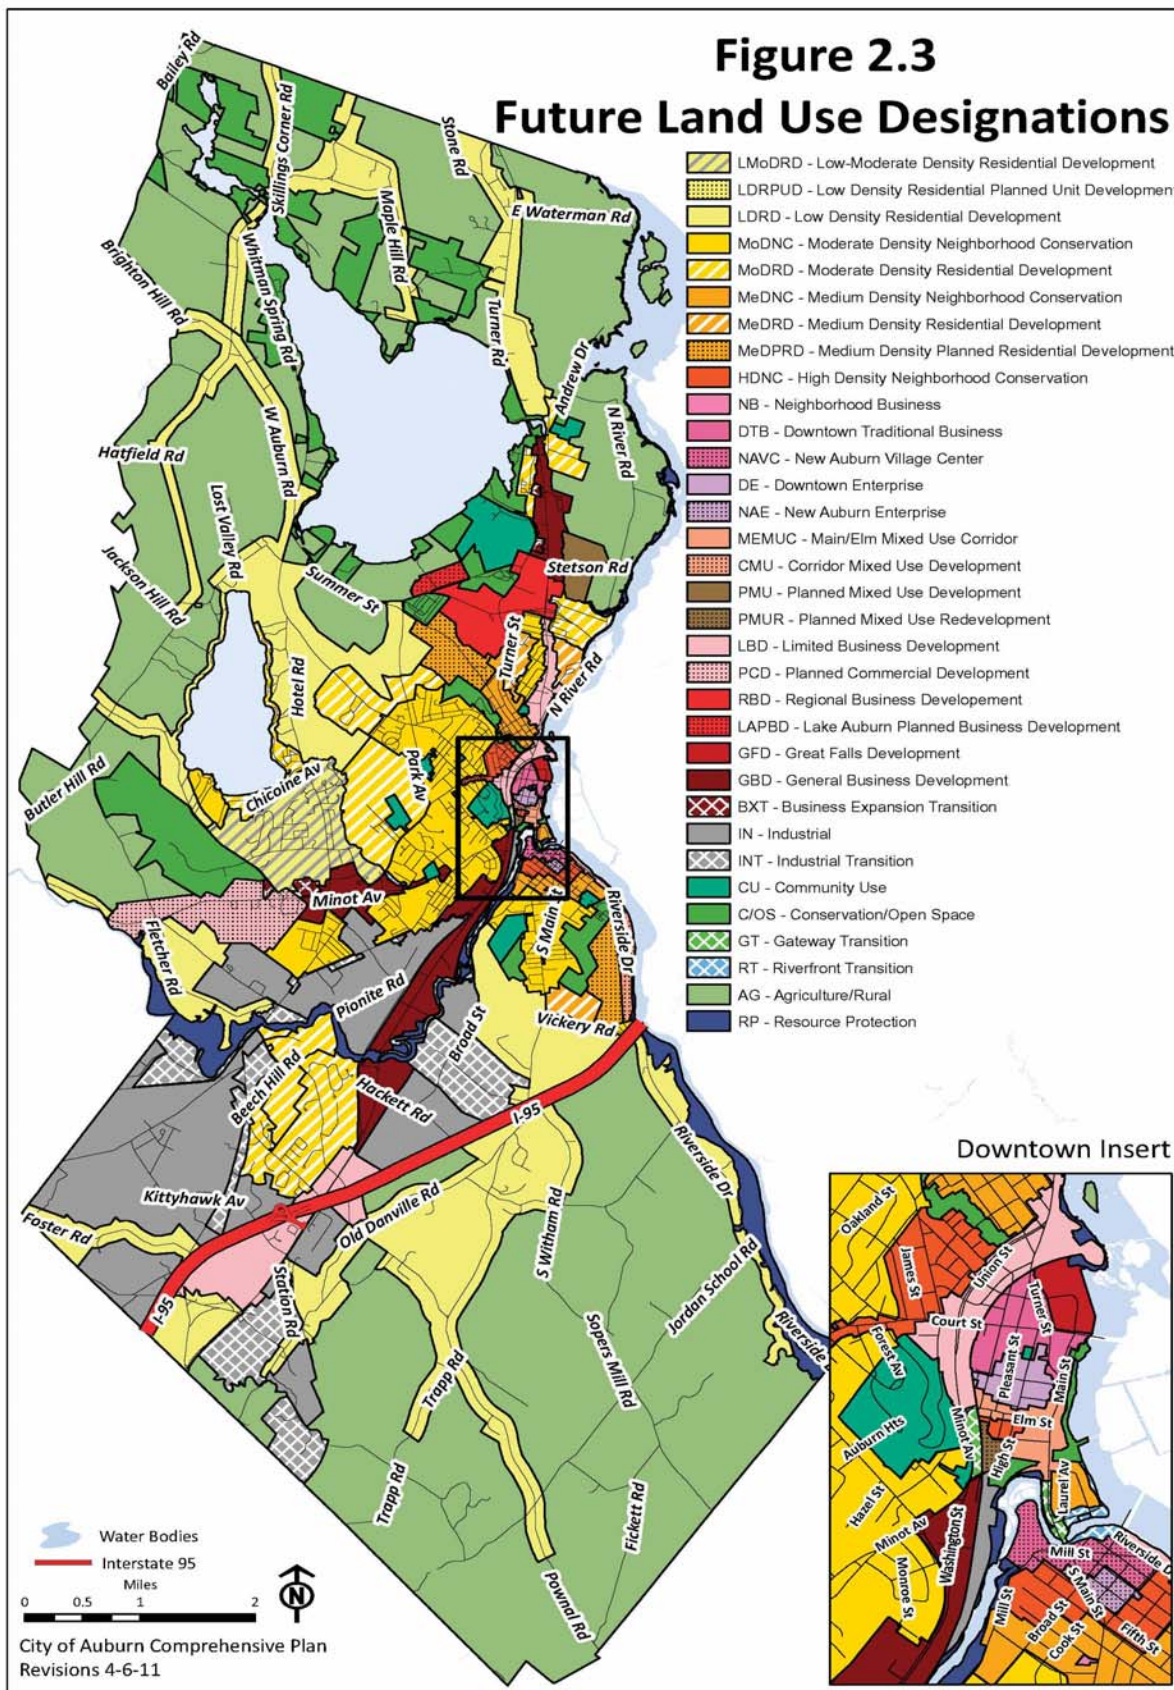 Figure 2.3
Future Land Use Designations
LMoDRD - Low-Moderate Density Residential Development
LDRPUD - Low Density Residential Planned Unit Development
LDRD - Low Density Residential Development
MoDNC - Moderate Density Neighborhood Conservation
MoDRD - Moderate Density Residential Development
MeDNC - Medium Density Neighborhood Conservation
MeDRD - Medium Density Residential Development
MeDPRD - Medium Density Planned Residential Development
HDNC - High Density Neighborhood Conservation
NB - Neighborhood Business
DTB - Downtown Traditional Business
NAVC - New Auburn Village Center
DE - Downtown Enterprise
NAE - New Auburn Enterprise
MEMUC - Main/Elm Mixed Use Corridor
CMU - Corridor Mixed Use Development
PMU - Planned Mixed Use Development
PMUR - Planned Mixed Use Redevelopment
LBD - Limited Business Development
PCD - Planned Commercial Development
RBD - Regional Business Developement
LAPBD - Lake Auburn Planned Business Development
GFD - Great Falls Development
GBD - General Business Development
BXT - Business Expansion Transition
IN - Industrial
INT - Industrial Transition
CU - Community Use
C/OS - Conservation/Open Space
GT - Gateway Transition
RT - Riverfront Transition
AG - Agriculture/Rural
RP - Resource Protection
Bailey Rd
Skillings Corner Rd
Stone Rd
Maple Hill Rd
E Waterman Rd
Whitman Spring Rd
Brighton Hill Rd
Turner Rd
Andrew Dr
N River Rd
W Auburn Rd
Hatfield Rd
Lost Valley Rd
Jackson Hill Rd
Summer St
Stetson Rd
Turner St
N River Rd
Hotel Rd
Park Av
Chicoine Av
Butler Hill Rd
Minot Av
S Main St
Riverside Dr
Fletcher Rd
Pionite Rd
Broad St
Vickery Rd
Beech Hill Rd
Hackett Rd
I-95
Riverside Dr
Kittyhawk Av
Foster Rd
Old Danville Rd
S Witham Rd
Jordan School Rd
Station Rd
I-95
Sopers Mill Rd
Riverside
Trapp Rd
Trapp Rd
Fickett Rd
Pownal Rd
Downtown Insert
Oakland St
James St
Union St
Turner St
Court St
Forest Av
Pleasant St
Main St
Auburn Hts
Minot Av
Elm St
High St
Laurel Av
Hazel St
Minot Av
Washington St
Monroe St
Mill St
Riverside D
S Main St
Mill St
Broad St
Cook St
Fifth St
Water Bodies
Interstate 95
Miles
0 0.5 1 2
N
City of Auburn Comprehensive Plan
Revisions 4-6-11